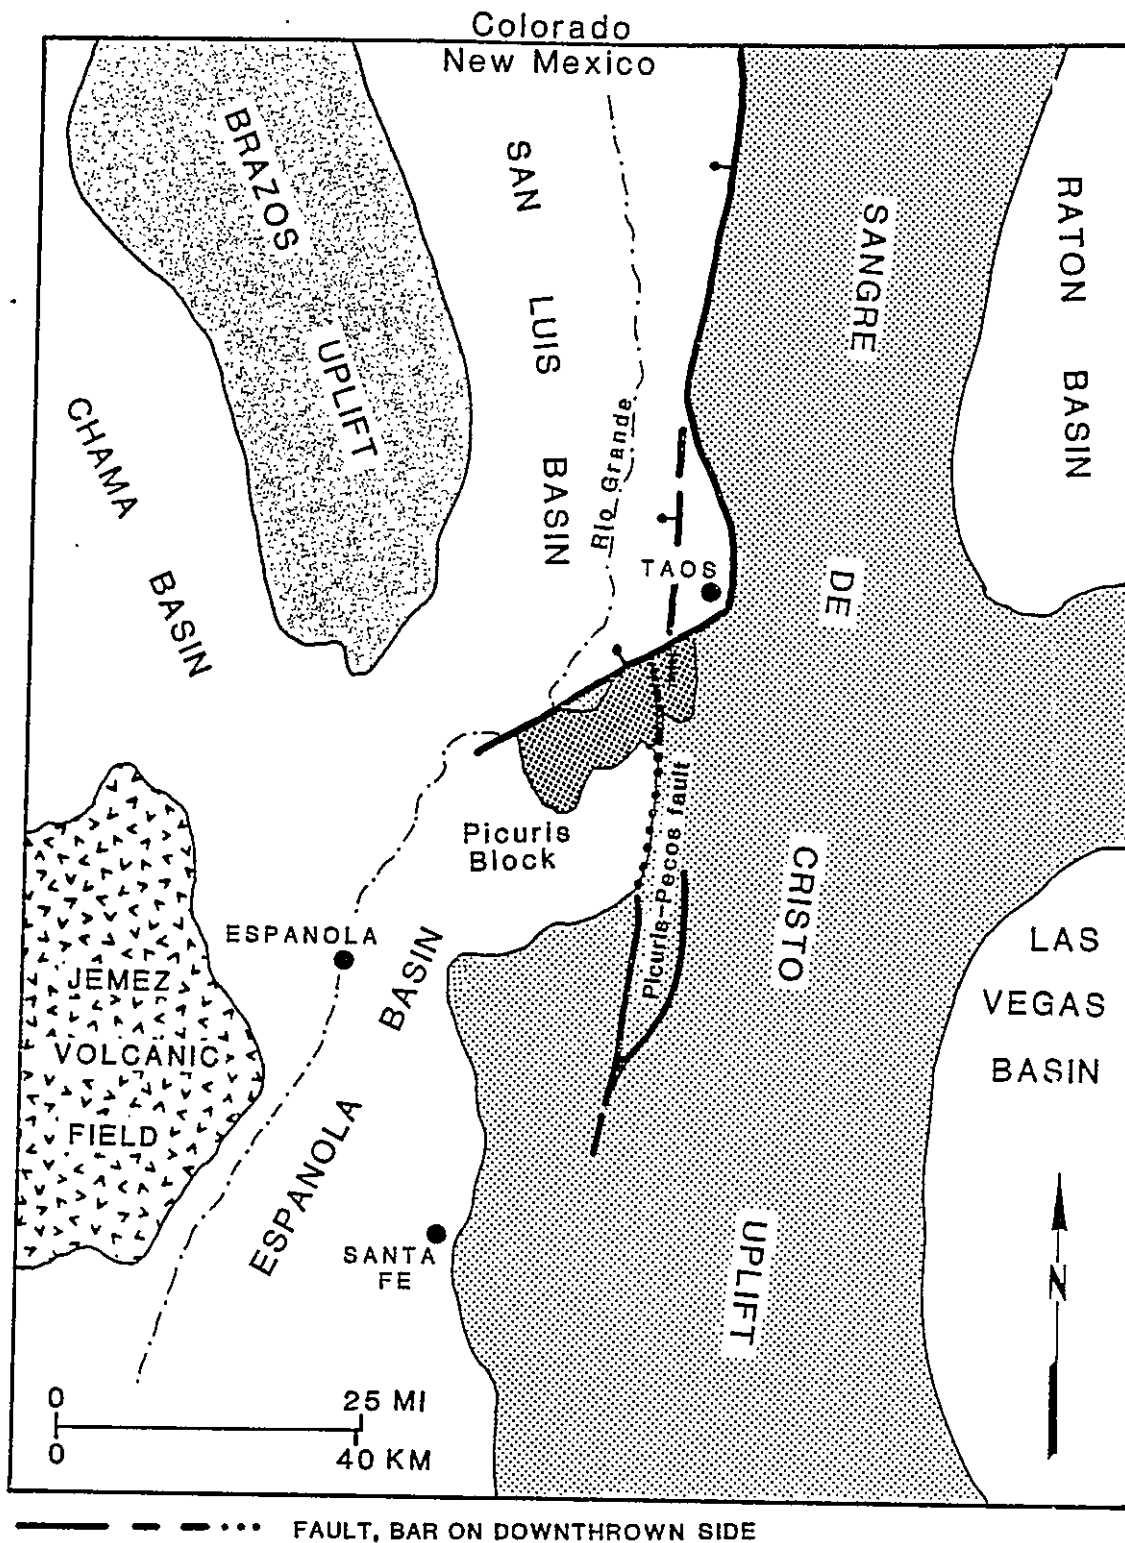 Colorado
New Mexico
BRAZOS
UPLIFT
SAN
LUIS
BASIN
Rio Grande
SANGRE
DE
CRISTO
UPLIFT
RATON
BASIN
CHAMA
BASIN
TAOS
Picuris
Block
Picuris-Pecos fault
ESPANOLA
ESPANOLA
BASIN
LAS
VEGAS
BASIN
JEMEZ
VOLCANIC
FIELD
SANTA
FE
N
0 25 MI
0 40 KM
FAULT, BAR ON DOWNTHROWN SIDE